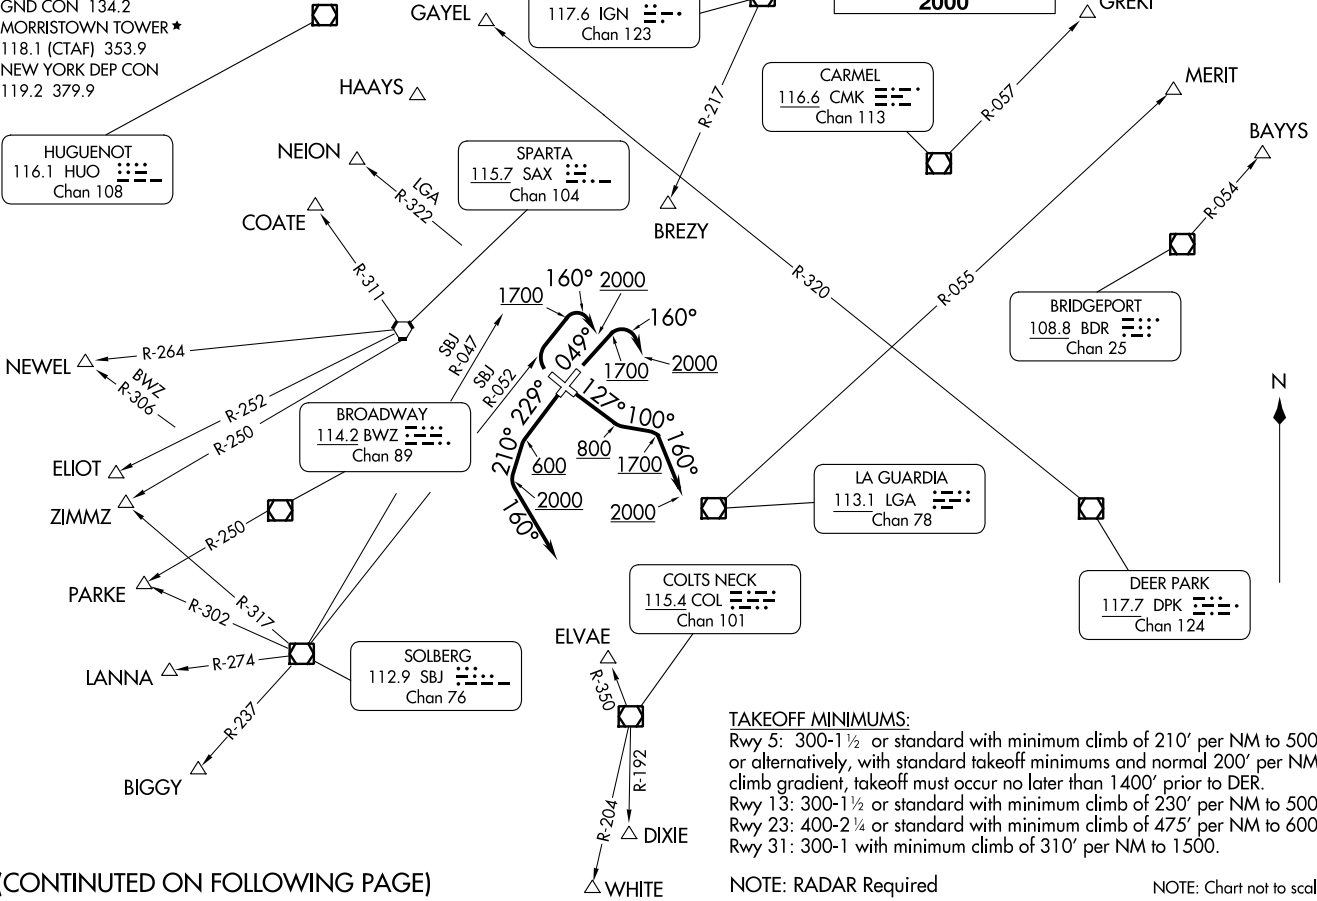 GND CON 134.2
MORRISTOWN TOWER ★
118.1 (CTAF) 353.9
NEW YORK DEP CON
119.2 379.9
GAYEL
117.6 IGN
Chan 123
2000
GREKI
HAAYS
R-217
CARMEL
116.6 CMK
Chan 113
R-057
MERIT
BAYYS
HUGUENOT
116.1 HUO
Chan 108
NEION
LGA
R-322
SPARTA
115.7 SAX
Chan 104
R-054
COATE
BREZY
R-311
R-320
R-055
BRIDGEPORT
108.8 BDR
Chan 25
160°
2000
1700
160°
049°
1700
2000
SBJ
R-047
SBJ
R-052
NEWEL
R-264
BWZ
R-306
R-252
R-250
BROADWAY
114.2 BWZ
Chan 89
229°
127°
100°
210°
600
800
1700
160°
2000
2000
160°
N
ELIOT
ZIMMZ
LA GUARDIA
113.1 LGA
Chan 78
R-250
PARKE
R-302
R-317
COLTS NECK
115.4 COL
Chan 101
DEER PARK
117.7 DPK
Chan 124
LANNA
R-274
SOLBERG
112.9 SBJ
Chan 76
ELVAE
R-350
R-237
BIGGY
R-192
R-204
DIXIE
WHITE
TAKEOFF MINIMUMS:
Rwy 5: 300-1½ or standard with minimum climb of 210' per NM to 500
or alternatively, with standard takeoff minimums and normal 200' per NM
climb gradient, takeoff must occur no later than 1400' prior to DER.
Rwy 13: 300-1½ or standard with minimum climb of 230' per NM to 500
Rwy 23: 400-2¼ or standard with minimum climb of 475' per NM to 600
Rwy 31: 300-1 with minimum climb of 310' per NM to 1500.
(CONTINUTED ON FOLLOWING PAGE)
NOTE: RADAR Required
NOTE: Chart not to scal